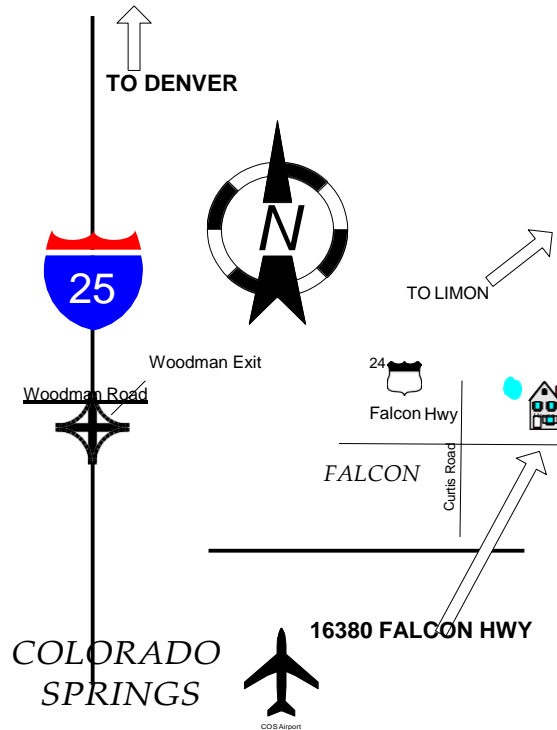 TO DENVER
N
25
TO LIMON
Woodman Exit
24
Woodman Road
Falcon Hwy
FALCON
Curtis Road
16380 FALCON HWY
COLORADO
SPRINGS
COS Airport